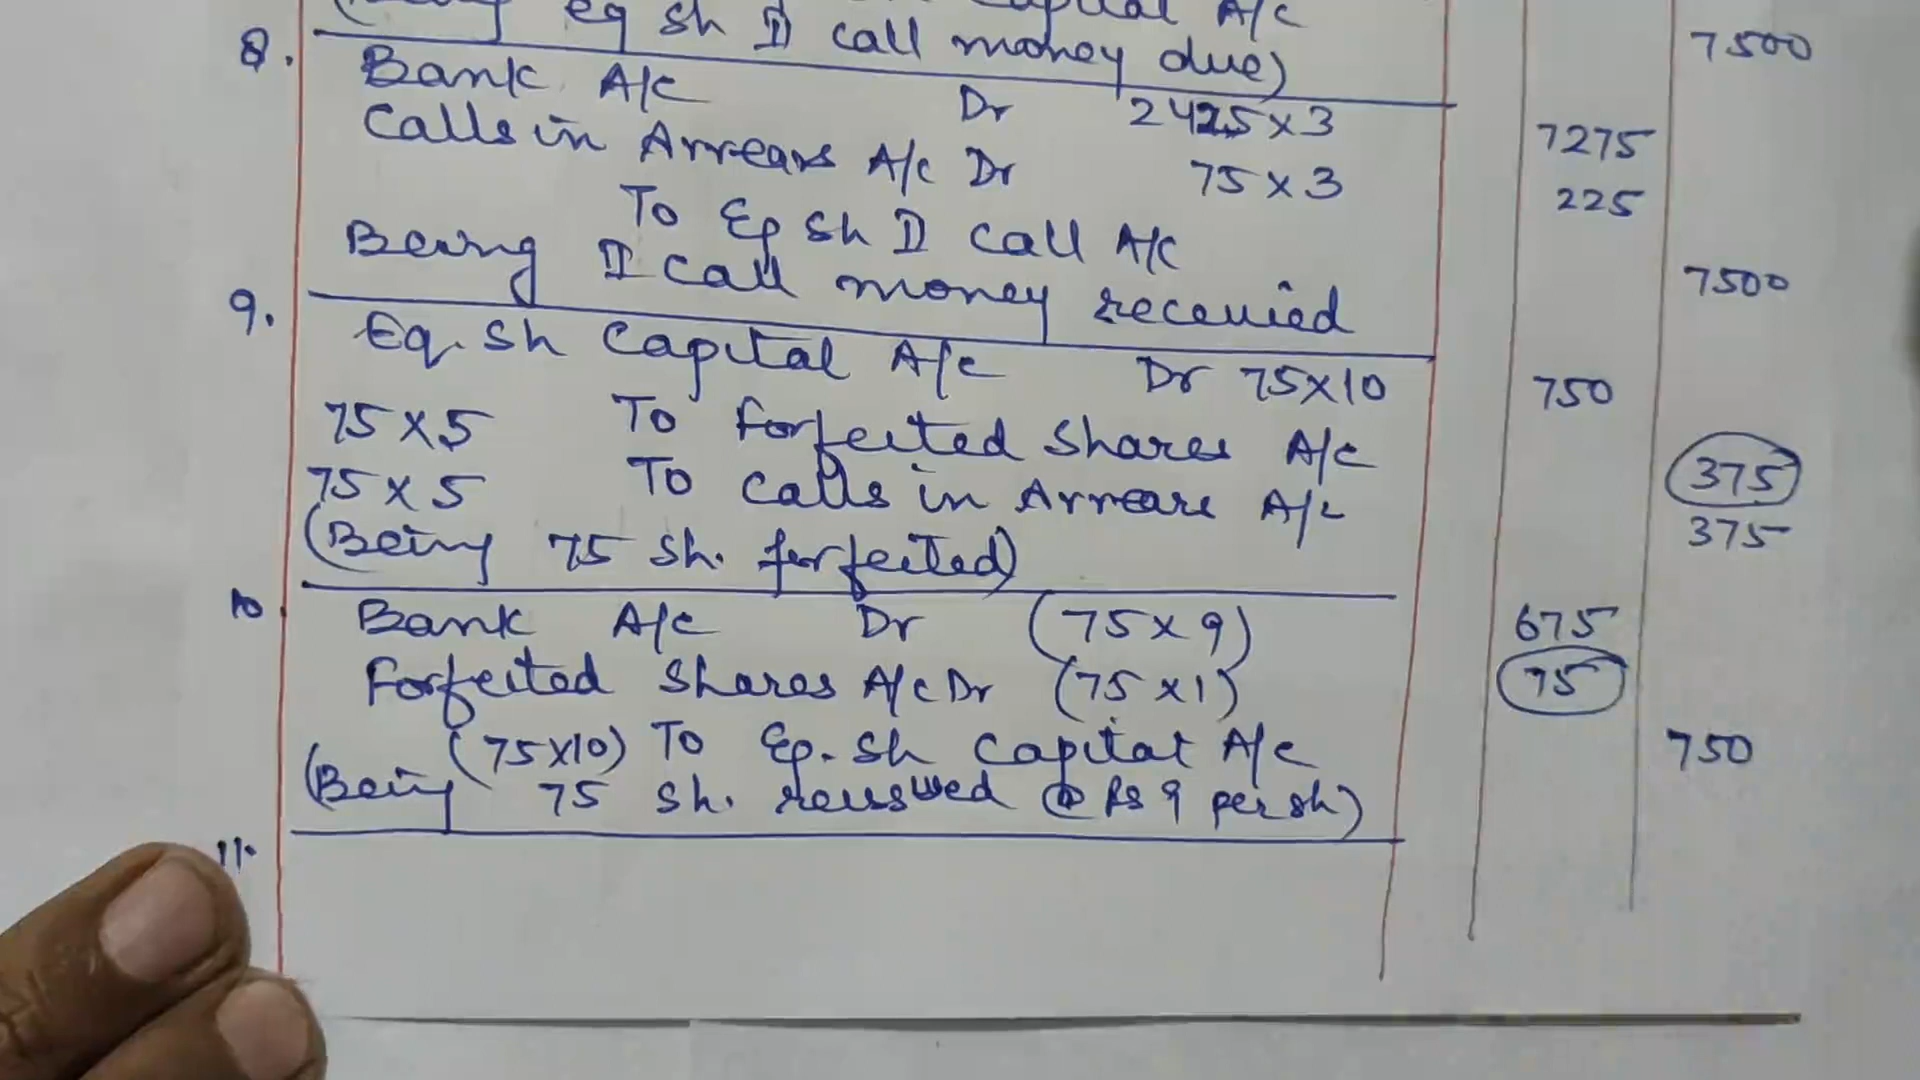 (Being eq sh II call money due) Capital A/c
7500
8. Bank A/c Dr 2425 x 3 7275
Calls in Arrears A/c Dr 75 x 3 225
To Eq Sh II call A/c 7500
Being II call money received
9. Eq. Sh Capital A/c Dr 75x10 750
75 x 5 To Forfeited Shares A/c 375
75 x 5 To Calls in Arrears A/c 375
(Being 75 sh. forfeited)
10. Bank A/c Dr (75 x 9) 675
Forfeited Shares A/c Dr (75 x 1) 75
(75x10) To Eq. Sh Capital A/c 750
(Being 75 sh. reissued @ Rs 9 per sh)
11.